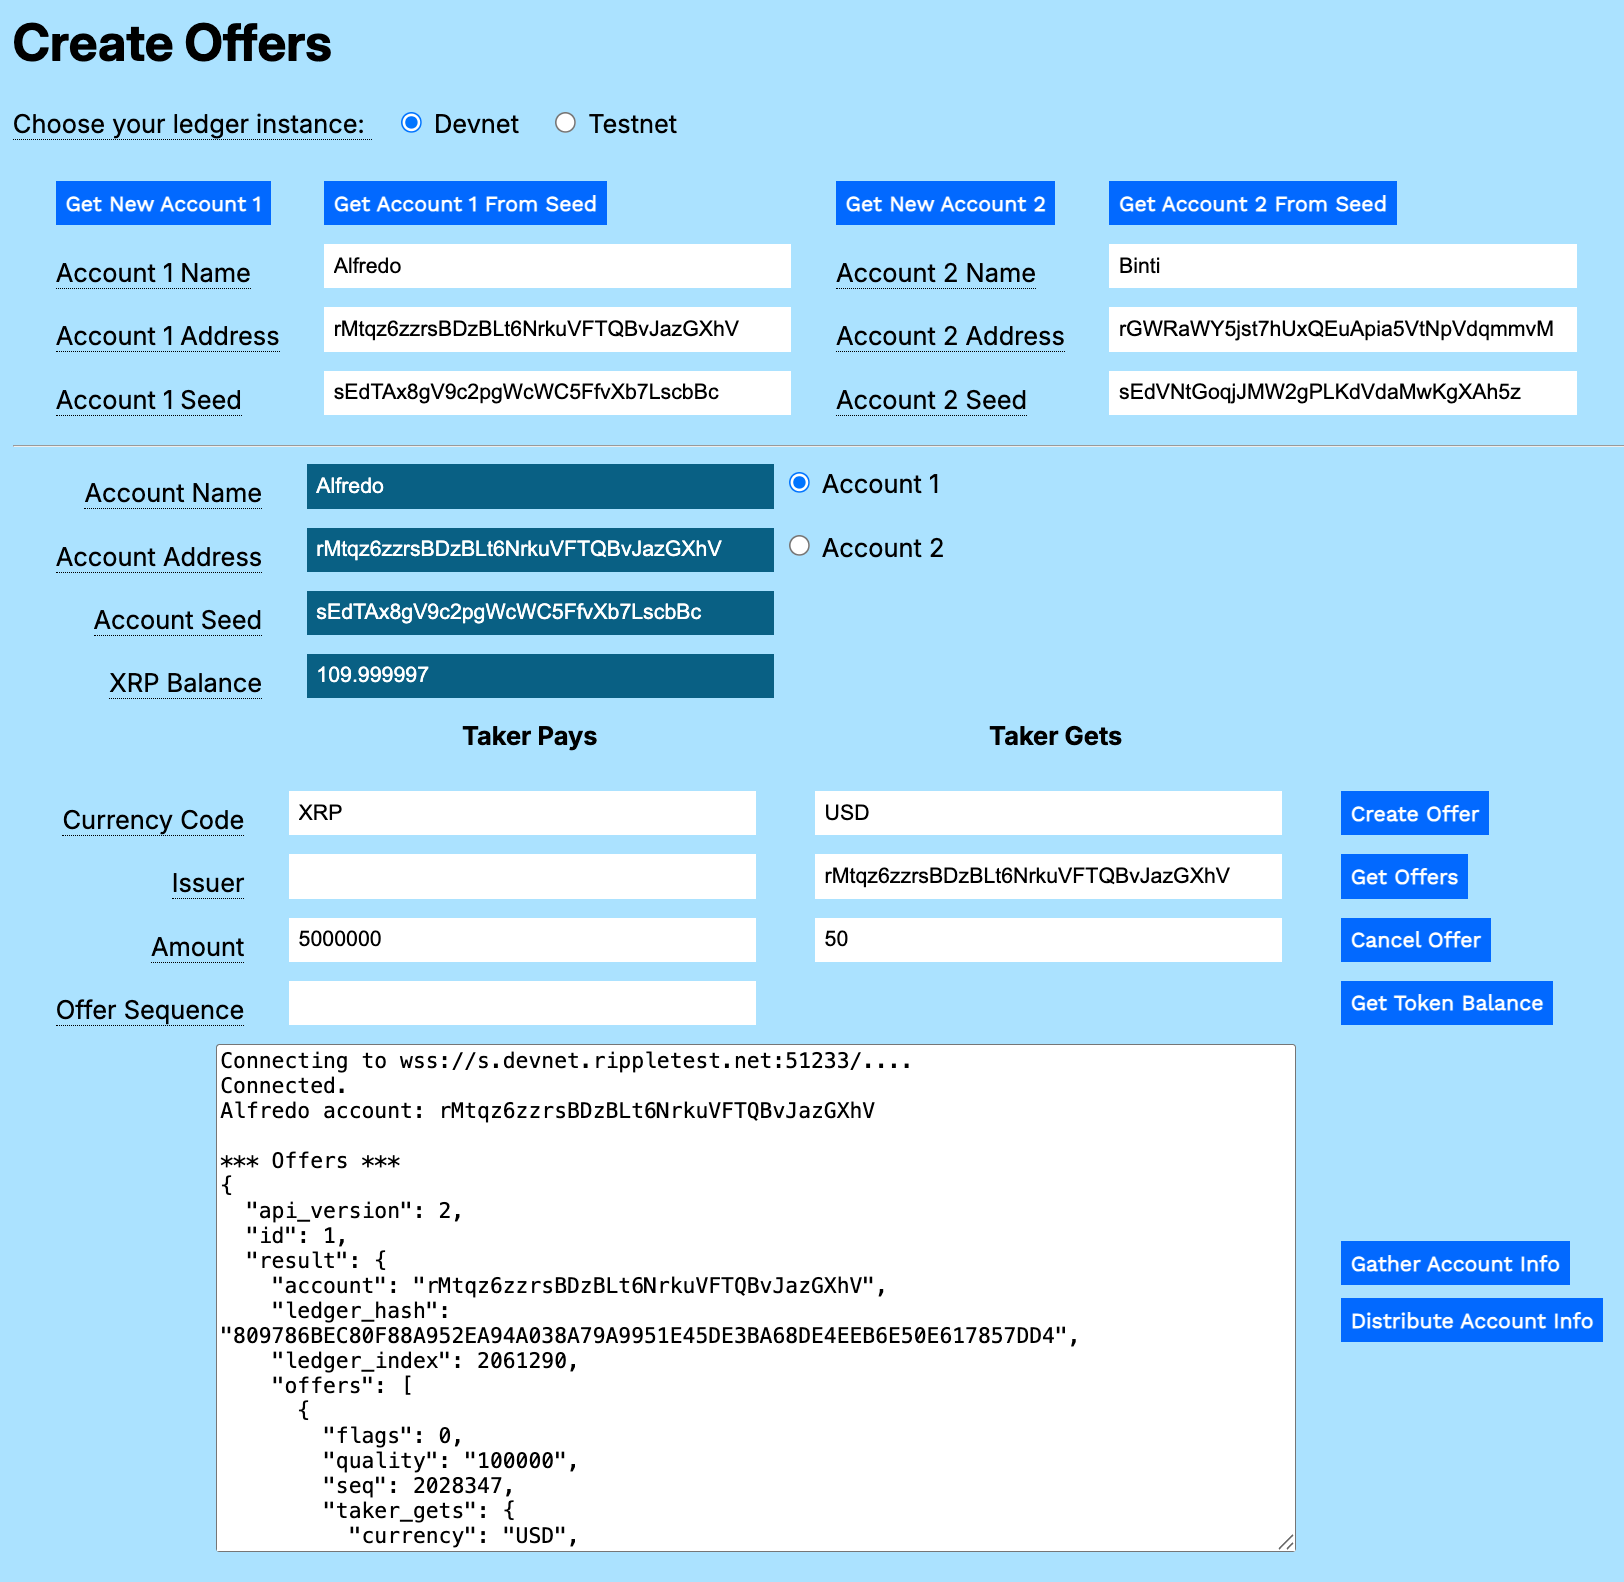 Create Offers
Choose your ledger instance: Devnet Testnet
Get New Account 1 Get Account 1 From Seed Get New Account 2 Get Account 2 From Seed
Account 1 Name Alfredo Account 2 Name Binti
Account 1 Address rMtqz6zzrsBDzBLt6NrkuVFTQBvJazGXhV Account 2 Address rGWRaWY5jst7hUxQEuApia5VtNpVdqmmvM
Account 1 Seed sEdTAx8gV9c2pgWcWC5FfvXb7LscbBc Account 2 Seed sEdVNtGoqjJMW2gPLKdVdaMwKgXAh5z
Account Name Alfredo Account 1
Account Address rMtqz6zzrsBDzBLt6NrkuVFTQBvJazGXhV Account 2
Account Seed sEdTAx8gV9c2pgWcWC5FfvXb7LscbBc
XRP Balance 109.999997
Taker Pays Taker Gets
Currency Code XRP USD Create Offer
Issuer rMtqz6zzrsBDzBLt6NrkuVFTQBvJazGXhV Get Offers
Amount 5000000 50 Cancel Offer
Offer Sequence Get Token Balance
Connecting to wss://s.devnet.rippletest.net:51233/....
Connected.
Alfredo account: rMtqz6zzrsBDzBLt6NrkuVFTQBvJazGXhV
*** Offers ***
{
"api_version": 2,
"id": 1,
"result": {
"account": "rMtqz6zzrsBDzBLt6NrkuVFTQBvJazGXhV",
"ledger_hash":
"809786BEC80F88A952EA94A038A79A9951E45DE3BA68DE4EEB6E50E617857DD4",
"ledger_index": 2061290,
"offers": [
{
"flags": 0,
"quality": "100000",
"seq": 2028347,
"taker_gets": {
"currency": "USD",
Gather Account Info
Distribute Account Info